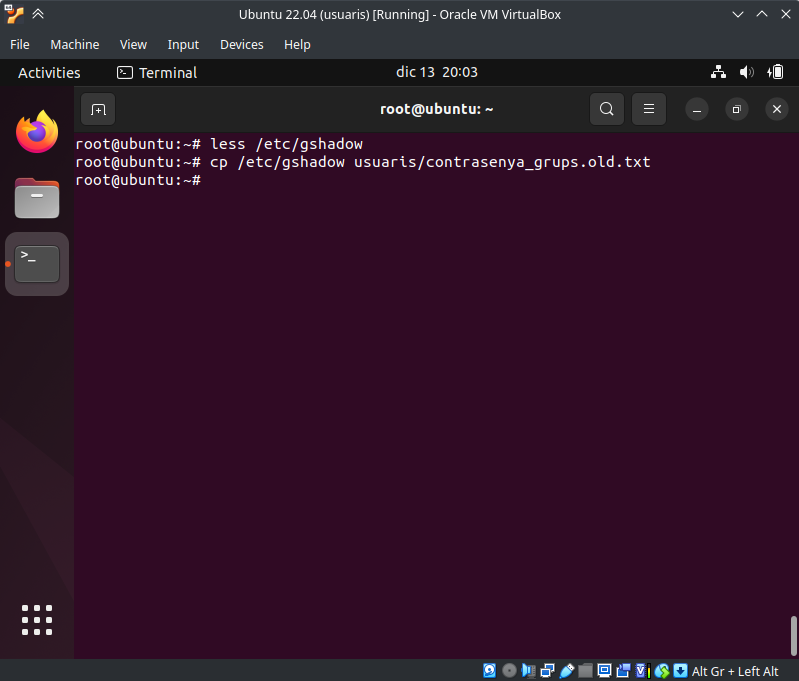 Ubuntu 22.04 (usuaris) [Running] - Oracle VM VirtualBox
File Machine View Input Devices Help
Activities Terminal dic 13 20:03
root@ubuntu: ~
root@ubuntu:~# less /etc/gshadow
root@ubuntu:~# cp /etc/gshadow usuaris/contrasenya_grups.old.txt
root@ubuntu:~#
Alt Gr + Left Alt